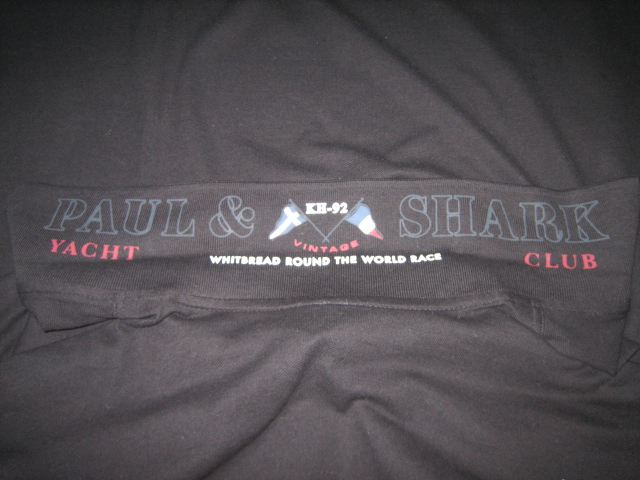 PAUL & SHARK
KH-92
VINTAGE
YACHT CLUB
WHITBREAD ROUND THE WORLD RACE